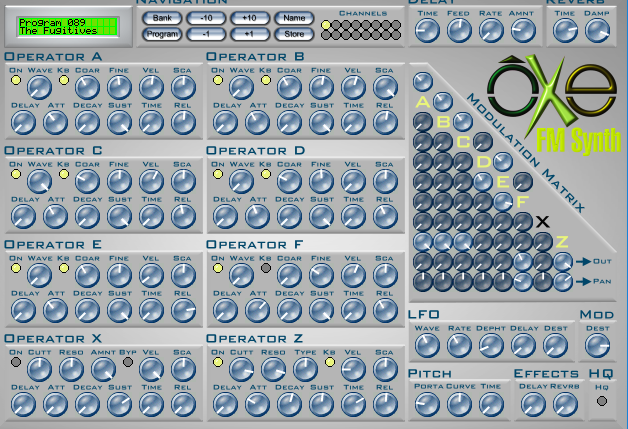 NAVIGATION DELAY REVERB
Program 089
The Fugitives
Bank -10 +10 Name
Program -1 +1 Store
CHANNELS
TIME FEED RATE AMNT
TIME DAMP
OPERATOR A
ON WAVE KB COAR FINE VEL SCA
DELAY ATT DECAY SUST TIME REL
OPERATOR B
ON WAVE KB COAR FINE VEL SCA
DELAY ATT DECAY SUST TIME REL
OPERATOR C
ON WAVE KB COAR FINE VEL SCA
DELAY ATT DECAY SUST TIME REL
OPERATOR D
ON WAVE KB COAR FINE VEL SCA
DELAY ATT DECAY SUST TIME REL
OPERATOR E
ON WAVE KB COAR FINE VEL SCA
DELAY ATT DECAY SUST TIME REL
OPERATOR F
ON WAVE KB COAR FINE VEL SCA
DELAY ATT DECAY SUST TIME REL
OPERATOR X
ON CUTT RESO AMNT BYP VEL SCA
DELAY ATT DECAY SUST TIME REL
OPERATOR Z
ON CUTT RESO TYPE KB VEL SCA
DELAY ATT DECAY SUST TIME REL
MODULATION MATRIX
A
B
C
D
E
F
X
Z
OUT
PAN
ôXe
FM Synth
LFO
WAVE RATE DEPHT DELAY DEST
MOD
DEST
PITCH
PORTA CURVE TIME
EFFECTS
DELAY REVRB
HQ
HQ